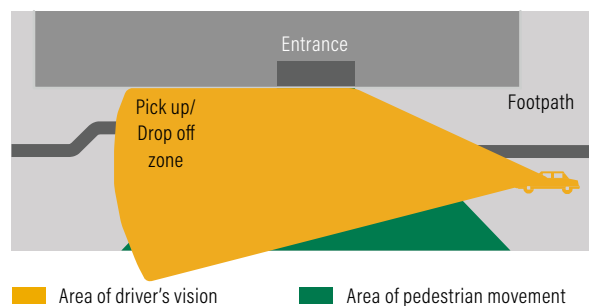 Entrance
Pick up/
Drop off
zone
Footpath
Area of driver's vision
Area of pedestrian movement